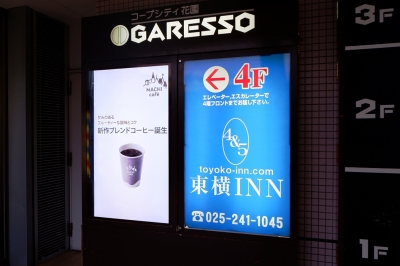 コープシティ花園
GARESSO
MACHI
café
新作ブレンドコーヒー誕生
4F
エレベーター、エスカレーターで
4階フロントまでお越し下さい。
4&5
toyoko-inn.com
東横INN
☎025-241-1045
3F
2F
1F